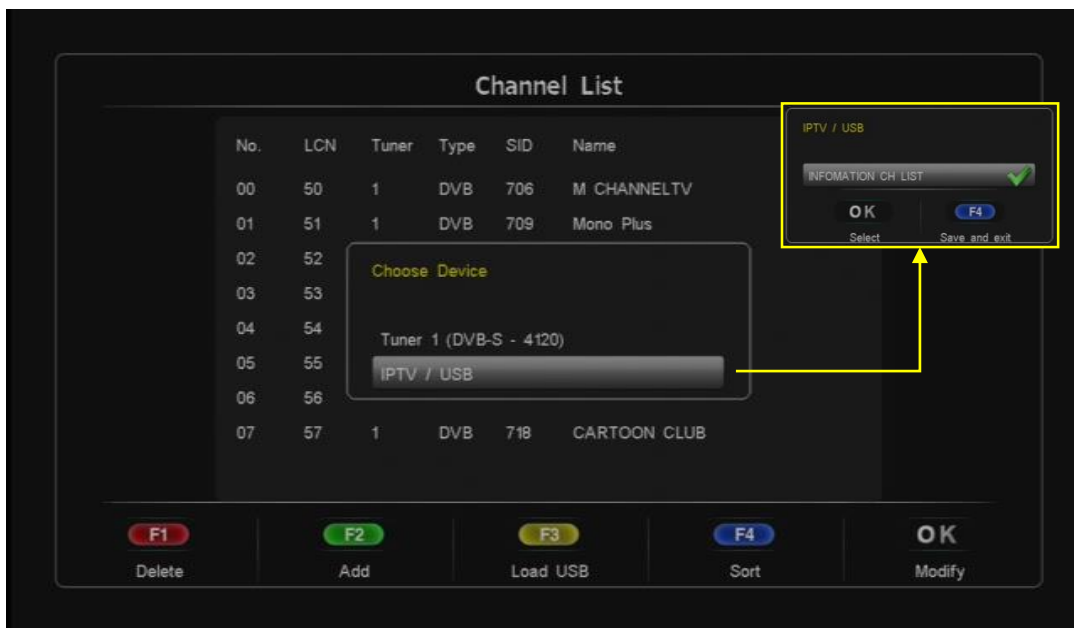 Channel List
No. LCN Tuner Type SID Name
00 50 1 DVB 706 M CHANNELTV
01 51 1 DVB 709 Mono Plus
02 52
03 53
04 54
05 55
06 56
07 57 1 DVB 718 CARTOON CLUB
Choose Device
Tuner 1 (DVB-S - 4120)
IPTV / USB
IPTV / USB
INFOMATION CH LIST
OK F4
Select Save and exit
F1 F2 F3 F4 OK
Delete Add Load USB Sort Modify